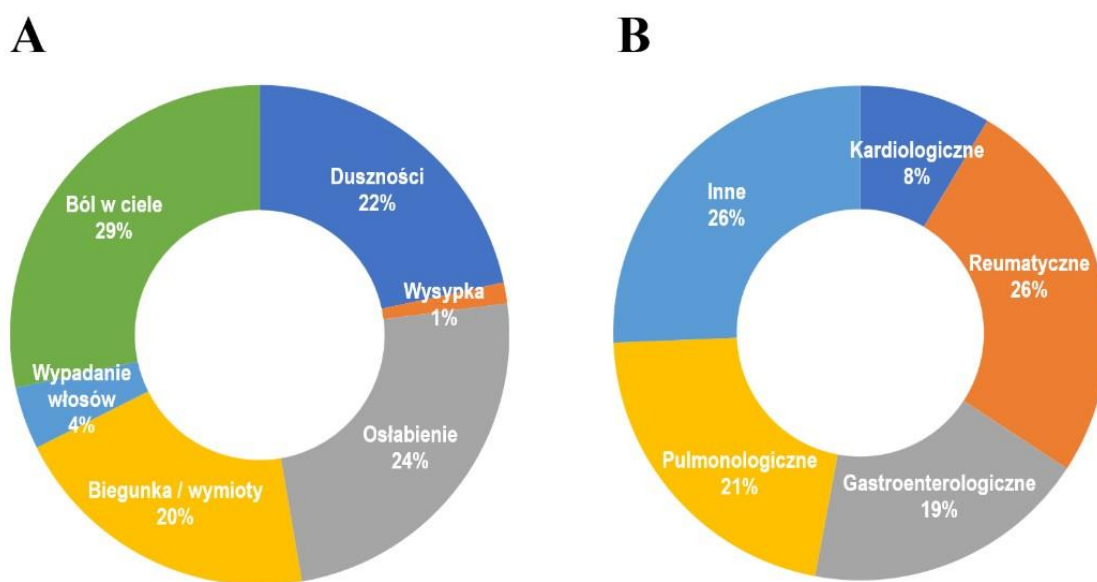 A
B
Duszności
22%
Wysypka
1%
Osłabienie
24%
Biegunka / wymioty
20%
Wypadanie
włosów
4%
Ból w ciele
29%
Kardiologiczne
8%
Reumatyczne
26%
Gastroenterologiczne
19%
Pulmonologiczne
21%
Inne
26%